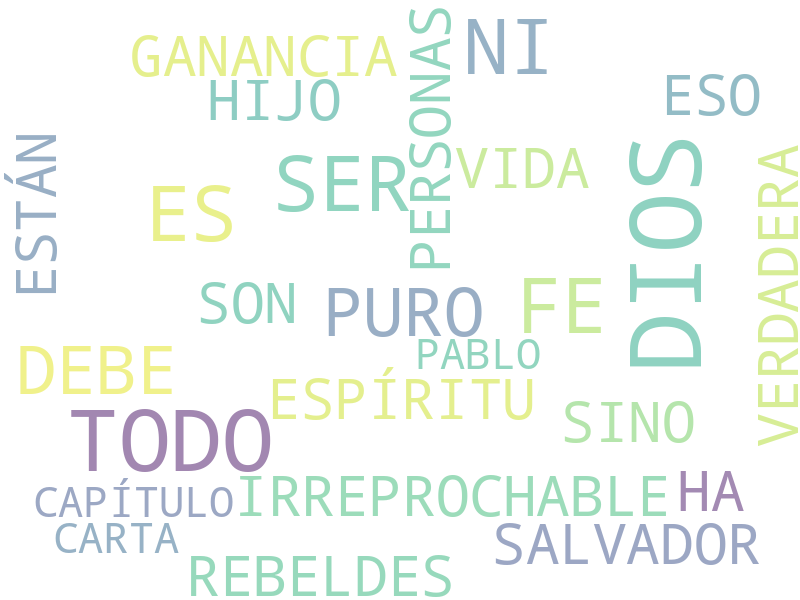 GANANCIA
NI
HIJO
PERSONAS
ESO
ESTÁN
SER
VIDA
DIOS
VERDADERA
ES
SON
PURO
FE
PABLO
DEBE
ESPÍRITU
SINO
TODO
IRREPROCHABLE
HA
CAPÍTULO
CARTA
SALVADOR
REBELDES